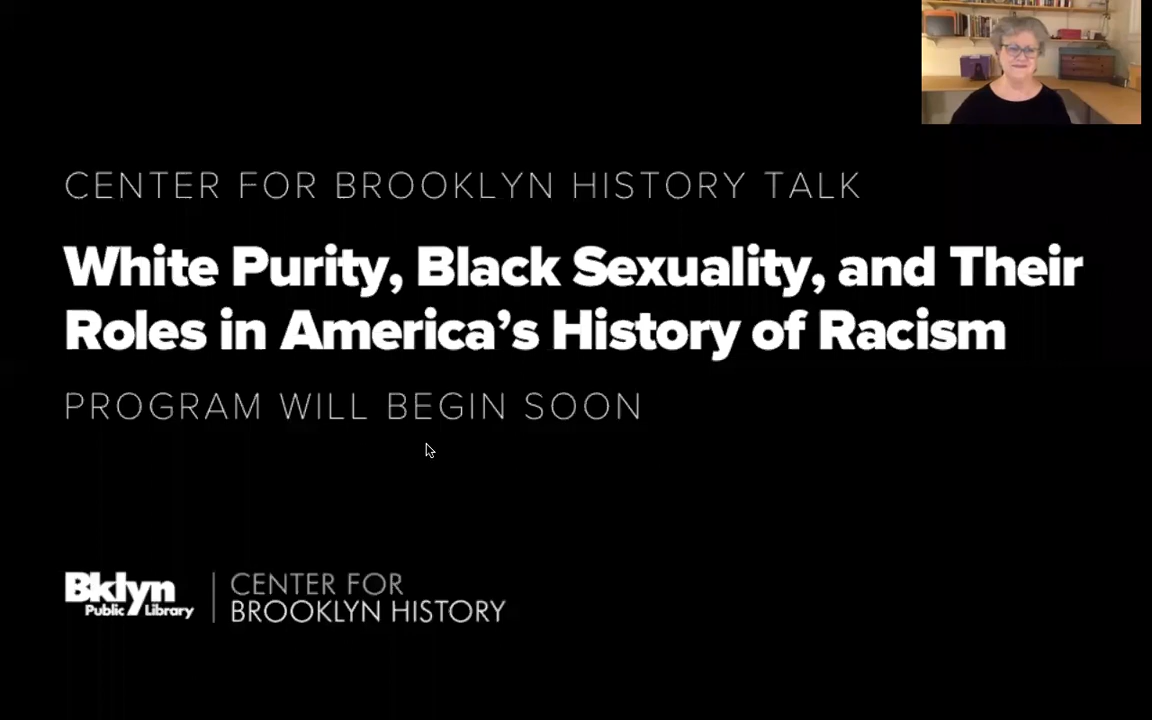 CENTER FOR BROOKLYN HISTORY TALK
White Purity, Black Sexuality, and Their
Roles in America's History of Racism
PROGRAM WILL BEGIN SOON
Bklyn
Public Library
CENTER FOR
BROOKLYN HISTORY